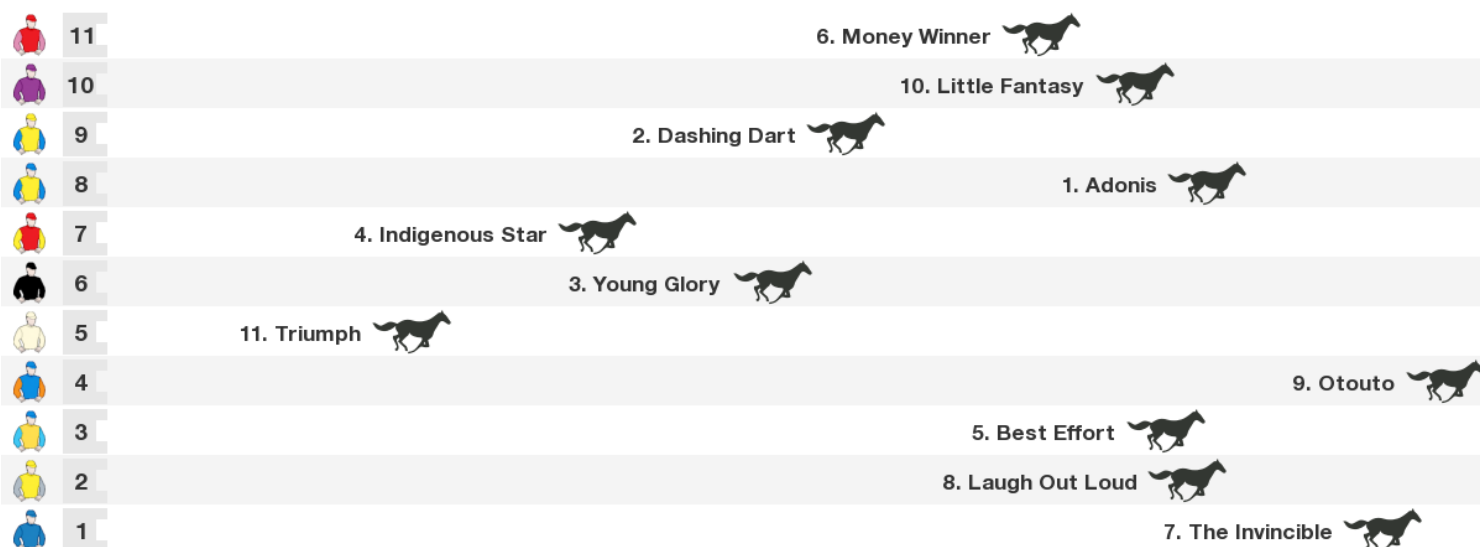 11 6. Money Winner
10 10. Little Fantasy
9 2. Dashing Dart
8 1. Adonis
7 4. Indigenous Star
6 3. Young Glory
5 11. Triumph
4 9. Otouto
3 5. Best Effort
2 8. Laugh Out Loud
1 7. The Invincible